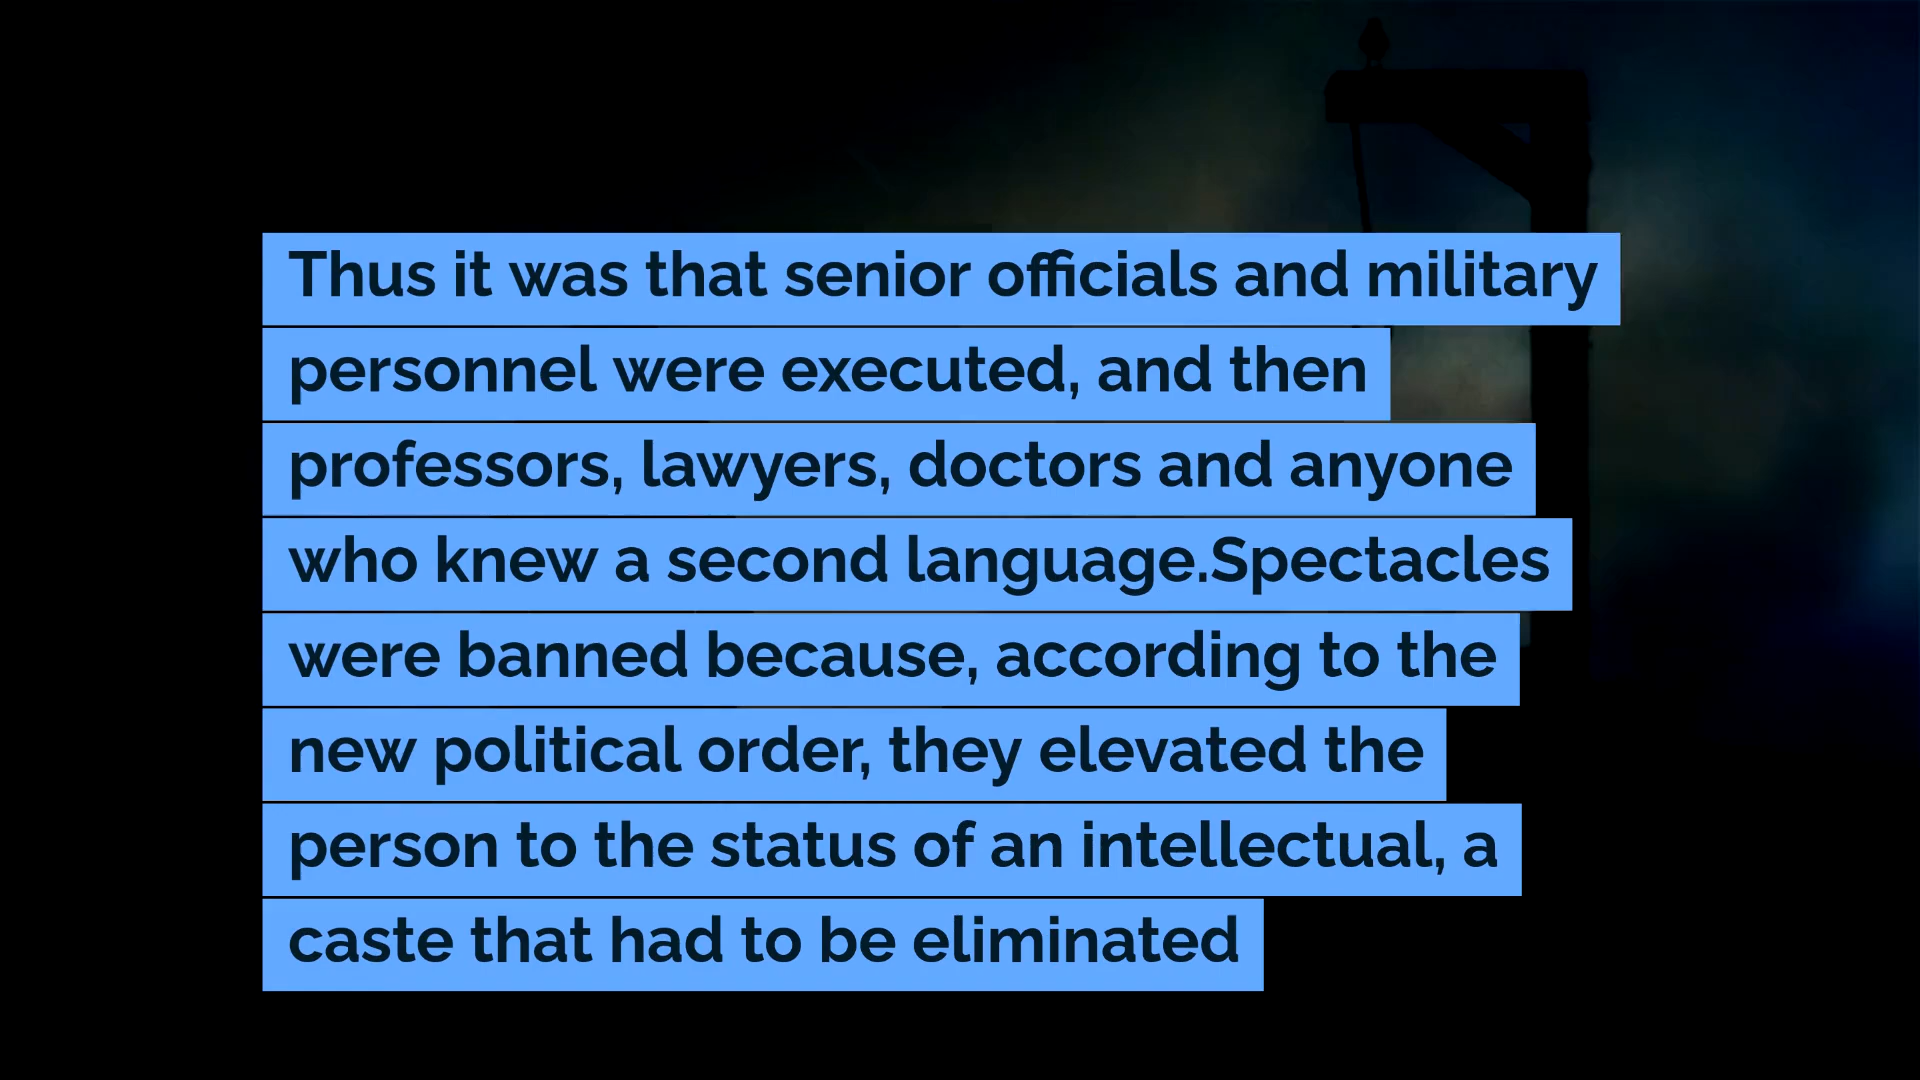 Thus it was that senior officials and military
personnel were executed, and then
professors, lawyers, doctors and anyone
who knew a second language.Spectacles
were banned because, according to the
new political order, they elevated the
person to the status of an intellectual, a
caste that had to be eliminated